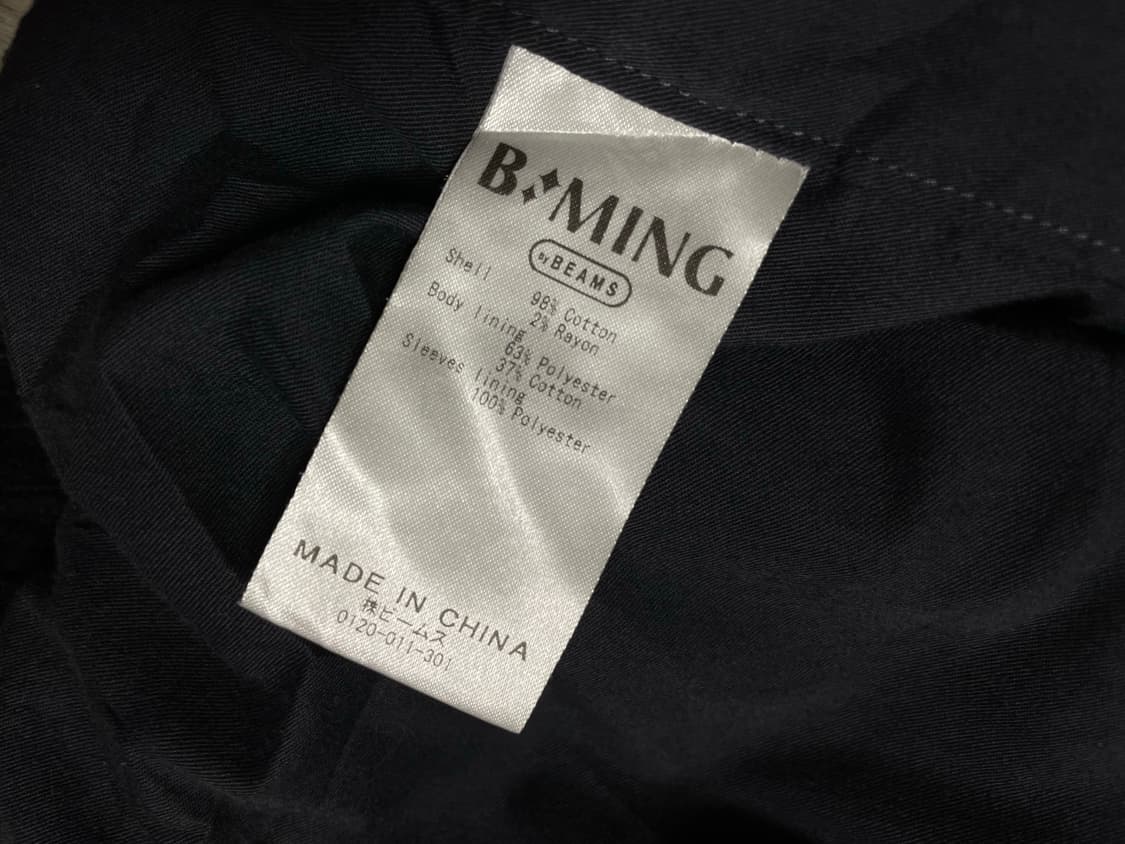 B:MING
by BEAMS
Shell
98% Cotton
2% Rayon
Body lining
63% Polyester
37% Cotton
Sleeves lining
100% Polyester
MADE IN CHINA
㈱ビームス
0120-011-301